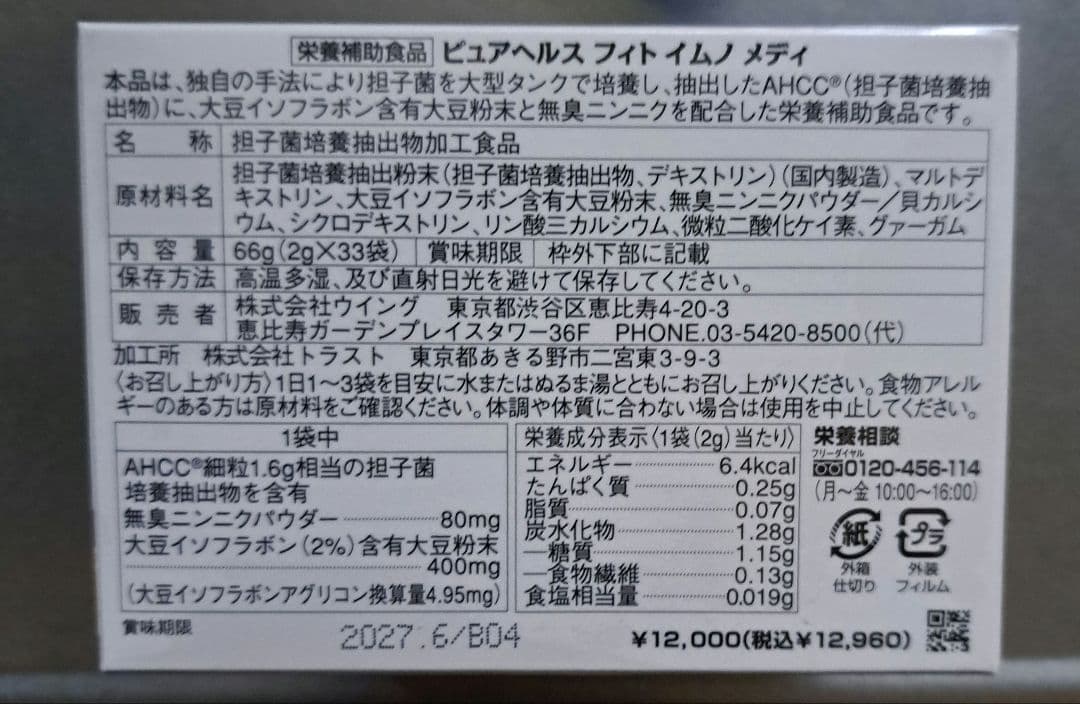 栄養補助食品 ピュアヘルス フィト イムノ メディ
本品は、独自の手法により担子菌を大型タンクで培養し、抽出したAHCC®(担子菌培養抽
出物)に、大豆イソフラボン含有大豆粉末と無臭ニンニクを配合した栄養補助食品です。
名 称 担子菌培養抽出物加工食品
原材料名 担子菌培養抽出粉末(担子菌培養抽出物、デキストリン)(国内製造)、マルトデ
キストリン、大豆イソフラボン含有大豆粉末、無臭ニンニクパウダー/貝カルシ
ウム、シクロデキストリン、リン酸三カルシウム、微粒二酸化ケイ素、グァーガム
内容量 66g(2g×33袋) 賞味期限 枠外下部に記載
保存方法 高温多湿、及び直射日光を避けて保存してください。
販売者 株式会社ウイング 東京都渋谷区恵比寿4-20-3
恵比寿ガーデンプレイスタワー36F PHONE.03-5420-8500(代)
加工所 株式会社トラスト 東京都あきる野市二宮東3-9-3
〈お召し上がり方〉1日1〜3袋を目安に水またはぬるま湯とともにお召し上がりください。食物アレル
ギーのある方は原材料をご確認ください。体調や体質に合わない場合は使用を中止してください。
1袋中
AHCC®細粒1.6g相当の担子菌
培養抽出物を含有
無臭ニンニクパウダー 80mg
大豆イソフラボン(2%)含有大豆粉末
400mg
(大豆イソフラボンアグリコン換算量4.95mg)
栄養成分表示〈1袋(2g)当たり〉
エネルギー 6.4kcal
たんぱく質 0.25g
脂質 0.07g
炭水化物 1.28g
―糖質 1.15g
―食物繊維 0.13g
食塩相当量 0.019g
栄養相談
フリーダイヤル
0120-456-114
(月〜金 10:00〜16:00)
紙 プラ
外箱 外装
仕切り フィルム
賞味期限 2027.6/B04
¥12,000(税込¥12,960)